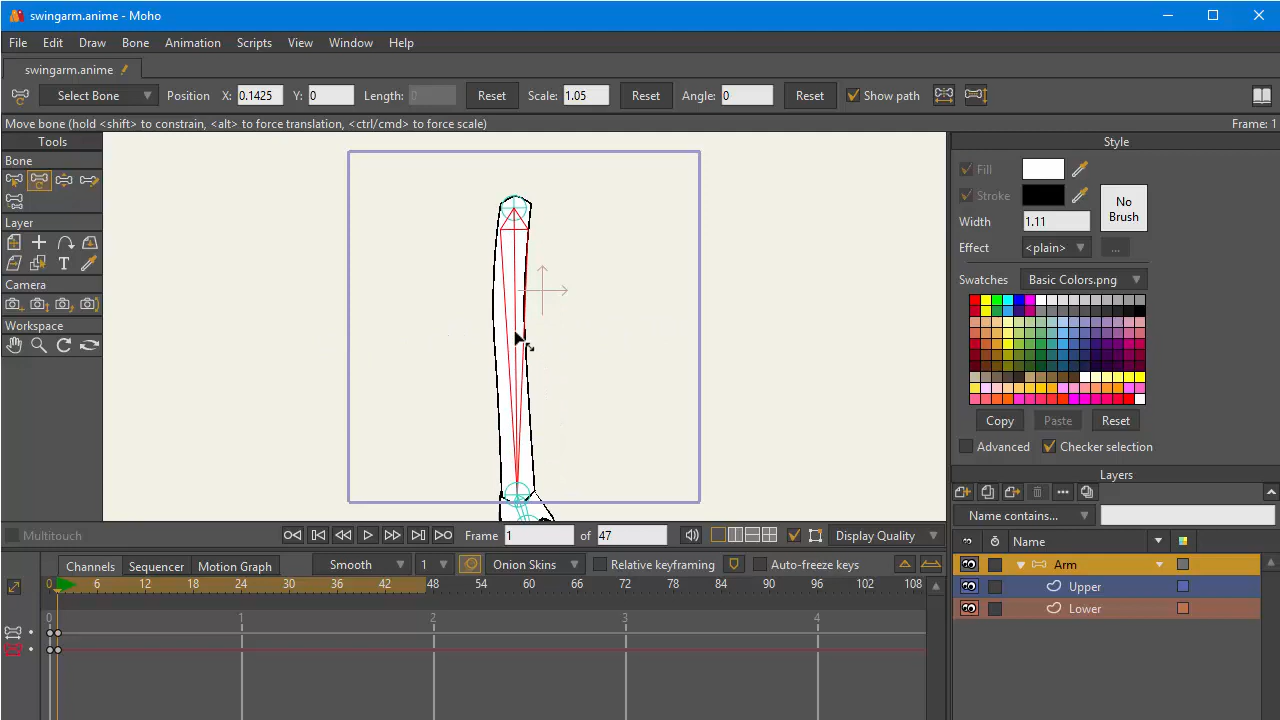 swingarm.anime - Moho
File Edit Draw Bone Animation Scripts View Window Help
swingarm.anime
Select Bone Position X: 0.1425 Y: 0 Length: 0 Reset Scale: 1.05 Reset Angle: 0 Reset Show path
Move bone (hold <shift> to constrain, <alt> to force translation, <ctrl/cmd> to force scale) Frame: 1
Tools Style
Bone
Fill
Stroke
No Brush
Layer
Width 1.11
T
Effect <plain> ...
Camera
Swatches Basic Colors.png
Workspace
Copy Paste Reset
Advanced Checker selection
Layers
Name contains...
Multitouch Frame 1 of 47 Display Quality
Name
Channels Sequencer Motion Graph Smooth 1 Onion Skins Relative keyframing Auto-freeze keys
Arm
0 6 12 18 24 30 36 42 48 54 60 66 72 78 84 90 96 102 108
Upper
Lower
0 1 2 3 4